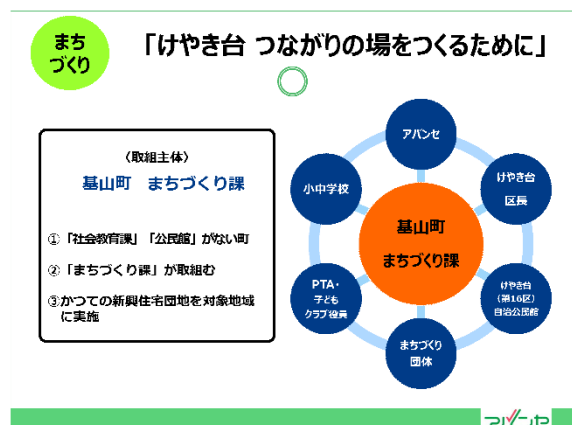 まち
づくり
「けやき台 つながりの場をつくるために」
（取組主体）
基山町 まちづくり課
①「社会教育課」「公民館」がない町
②「まちづくり課」が取組む
③かつての新興住宅団地を対象地域
に実施
アバンセ
けやき台
区長
けやき台
（第16区）
自治公民館
まちづくり
団体
PTA・
子ども
クラブ役員
小中学校
基山町
まちづくり課